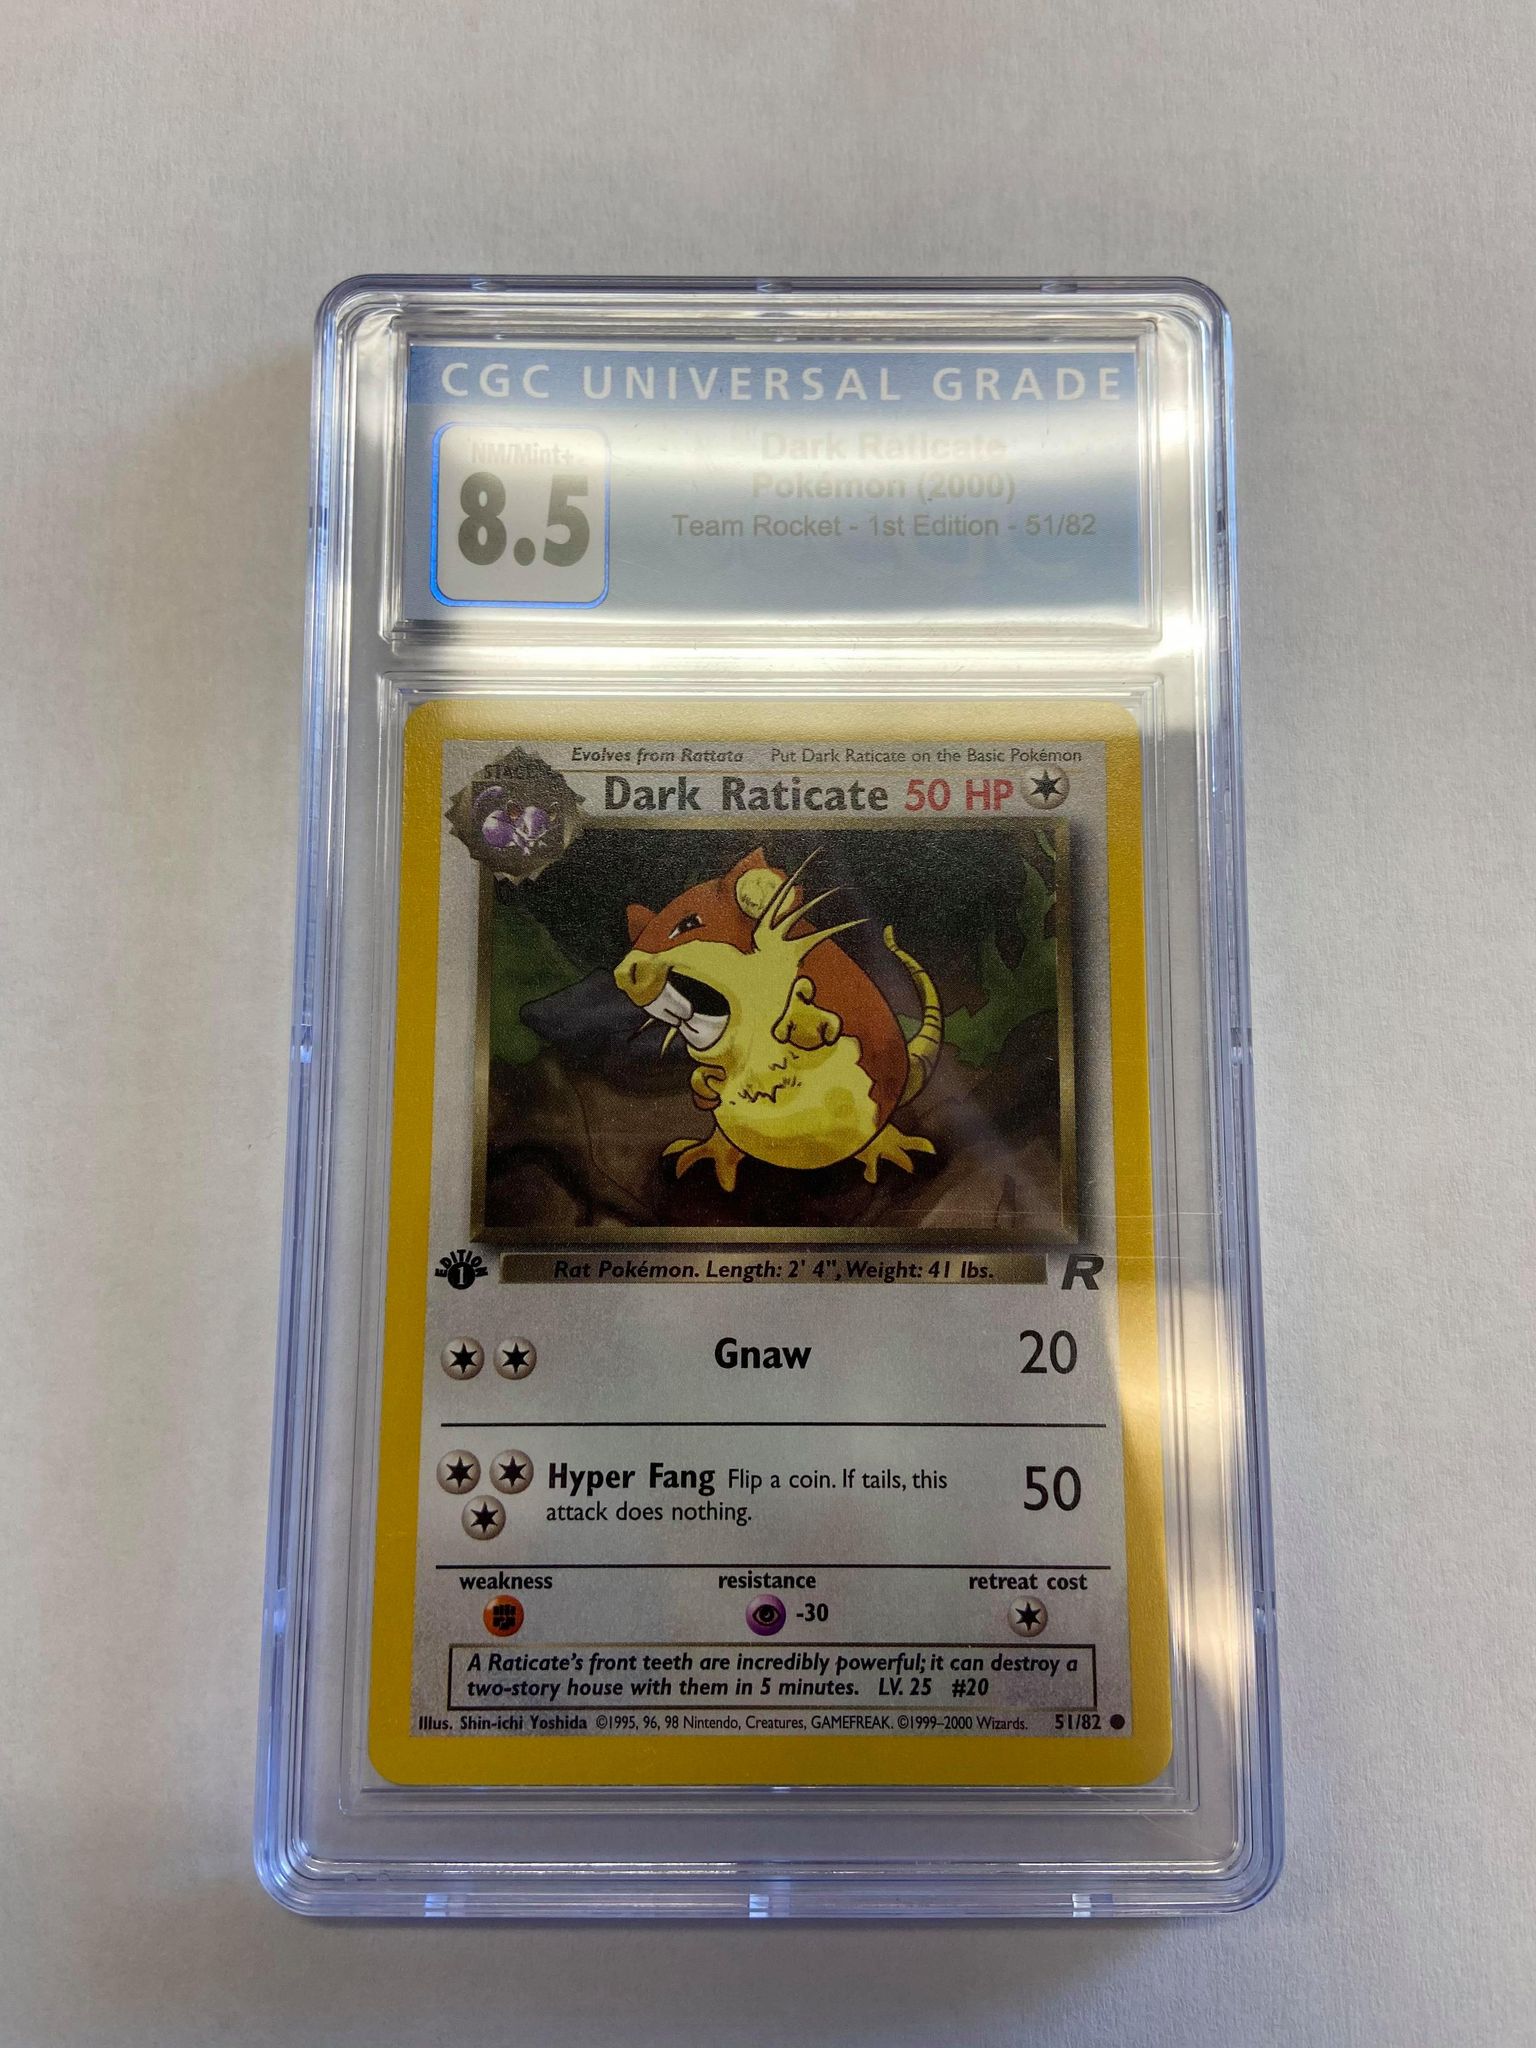 CGC UNIVERSAL GRADE
NM/Mint+
8.5
Dark Raticate
Pokémon (2000)
Team Rocket - 1st Edition - 51/82
Evolves from Rattata Put Dark Raticate on the Basic Pokémon
STAGE
Dark Raticate 50 HP
EDITION
1
Rat Pokémon. Length: 2' 4", Weight: 41 lbs.
R
Gnaw 20
Hyper Fang Flip a coin. If tails, this
attack does nothing.
50
weakness resistance retreat cost
-30
A Raticate's front teeth are incredibly powerful; it can destroy a
two-story house with them in 5 minutes. LV. 25 #20
Illus. Shin-ichi Yoshida ©1995, 96, 98 Nintendo, Creatures, GAMEFREAK. ©1999–2000 Wizards. 51/82